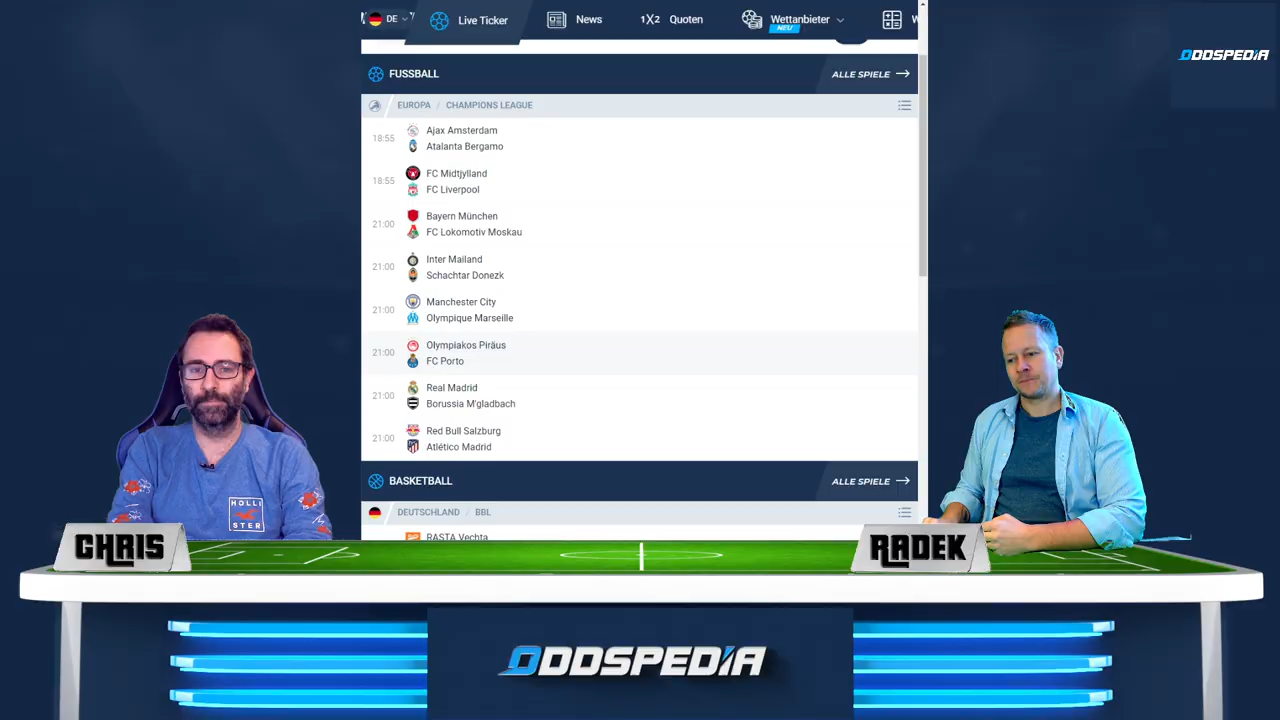 DE
Live Ticker
News
1X2 Quoten
Wettanbieter
NEU
W
ODDSPEDIA
FUSSBALL
ALLE SPIELE
EUROPA / CHAMPIONS LEAGUE
18:55
Ajax Amsterdam
Atalanta Bergamo
18:55
FC Midtjylland
FC Liverpool
21:00
Bayern München
FC Lokomotiv Moskau
21:00
Inter Mailand
Schachtar Donezk
21:00
Manchester City
Olympique Marseille
21:00
Olympiakos Piräus
FC Porto
21:00
Real Madrid
Borussia M'gladbach
21:00
Red Bull Salzburg
Atlético Madrid
BASKETBALL
ALLE SPIELE
DEUTSCHLAND / BBL
RASTA Vechta
HOLLI
STER
CHRIS
RADEK
ODDSPEDIA